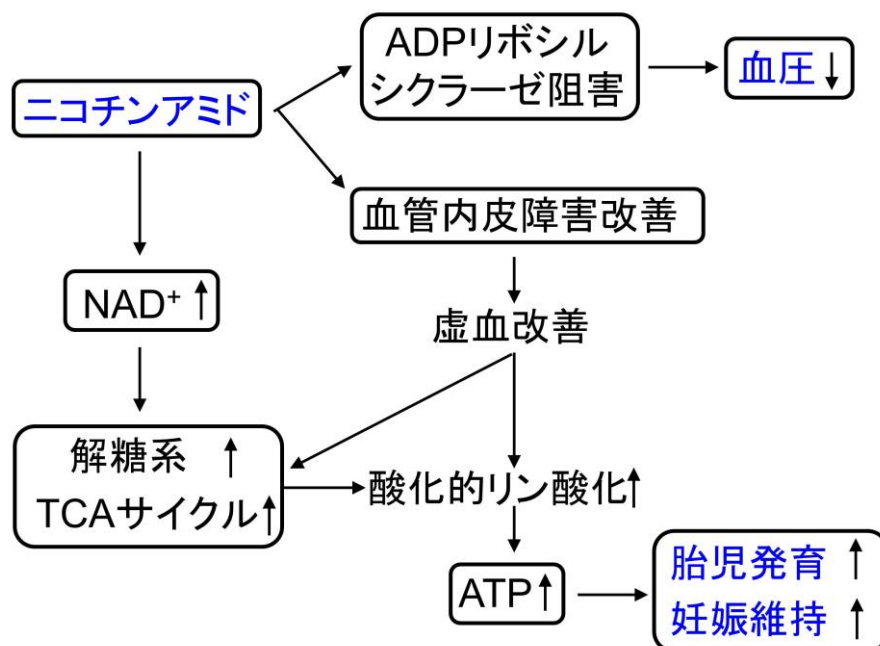 ADPリボシル
シクラーゼ阻害
血圧↓
ニコチンアミド
血管内皮障害改善
NAD⁺ ↑
虚血改善
解糖系 ↑
TCAサイクル↑
酸化的リン酸化↑
ATP↑
胎児発育 ↑
妊娠維持 ↑